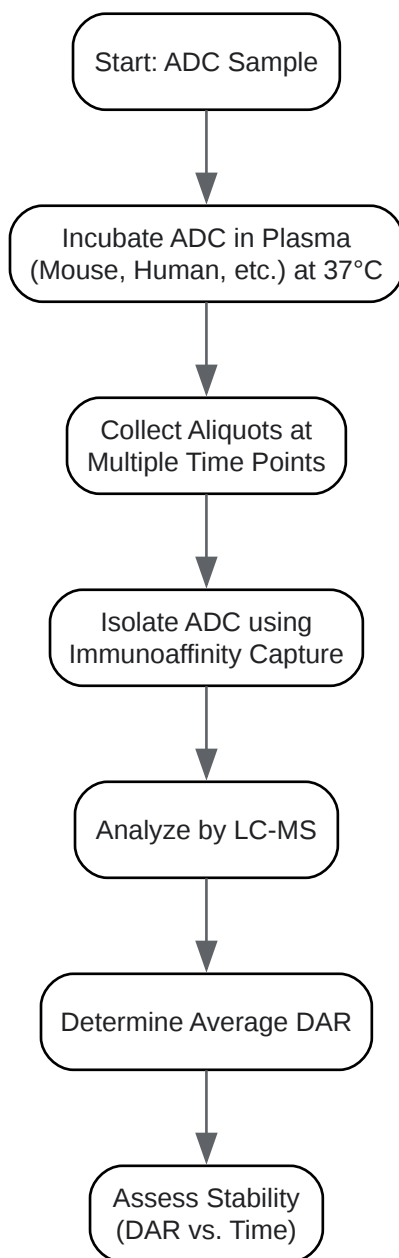 Start: ADC Sample
Incubate ADC in Plasma
(Mouse, Human, etc.) at 37°C
Collect Aliquots at
Multiple Time Points
Isolate ADC using
Immunoaffinity Capture
Analyze by LC-MS
Determine Average DAR
Assess Stability
(DAR vs. Time)